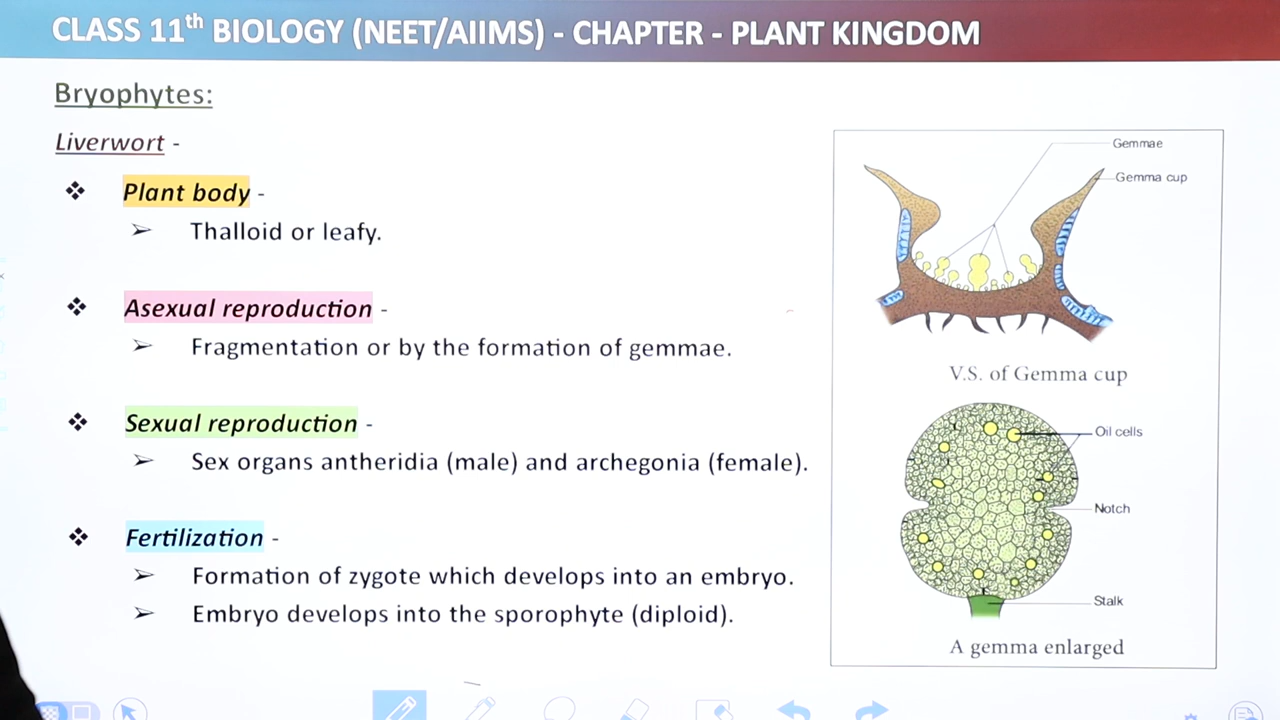 CLASS 11th BIOLOGY (NEET/AIIMS) - CHAPTER - PLANT KINGDOM
Bryophytes:
Liverwort -
❖ Plant body -
➢ Thalloid or leafy.
❖ Asexual reproduction -
➢ Fragmentation or by the formation of gemmae.
❖ Sexual reproduction -
➢ Sex organs antheridia (male) and archegonia (female).
❖ Fertilization -
➢ Formation of zygote which develops into an embryo.
➢ Embryo develops into the sporophyte (diploid).
Gemmae
Gemma cup
V.S. of Gemma cup
Oil cells
Notch
Stalk
A gemma enlarged